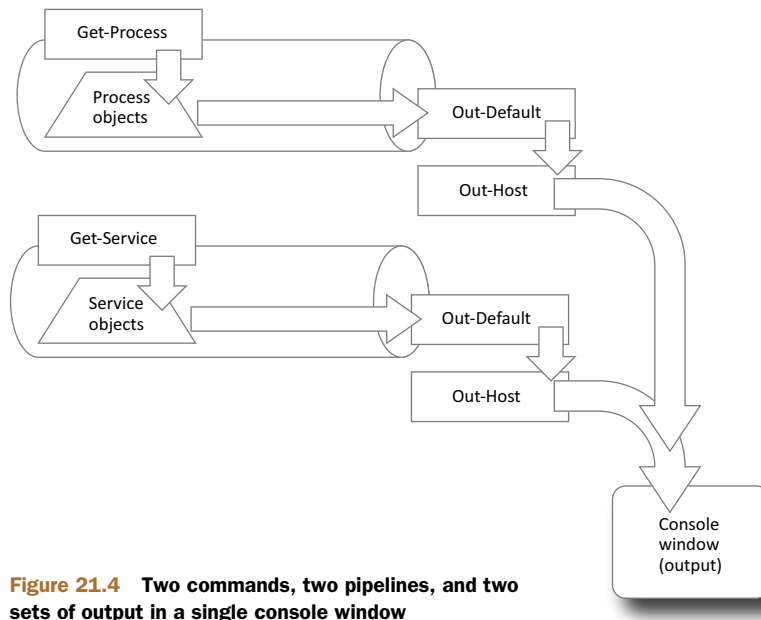 Get-Process
Process
objects
Out-Default
Out-Host
Get-Service
Service
objects
Out-Default
Out-Host
Console
window
(output)
Figure 21.4 Two commands, two pipelines, and two
sets of output in a single console window